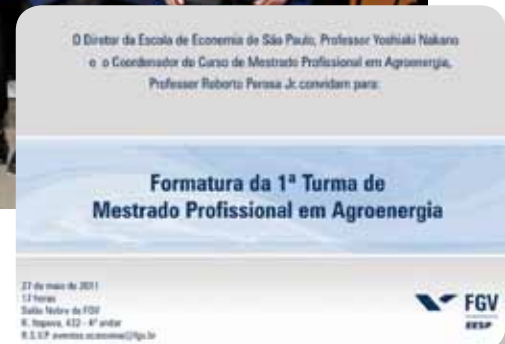 O Diretor da Escola de Economia de São Paulo, Professor Yoshiaki Nakano
e o Coordenador do Curso de Mestrado Profissional em Agroenergia,
Professor Roberto Perosa Jr. convidam para:
Formatura da 1ª Turma de
Mestrado Profissional em Agroenergia
27 de maio de 2011
horas
Salão Nobre da FGV
R. Itapeva, 432 - 4º andar
R.S.V.P. eventos.economia@fgv.br
FGV
EESP